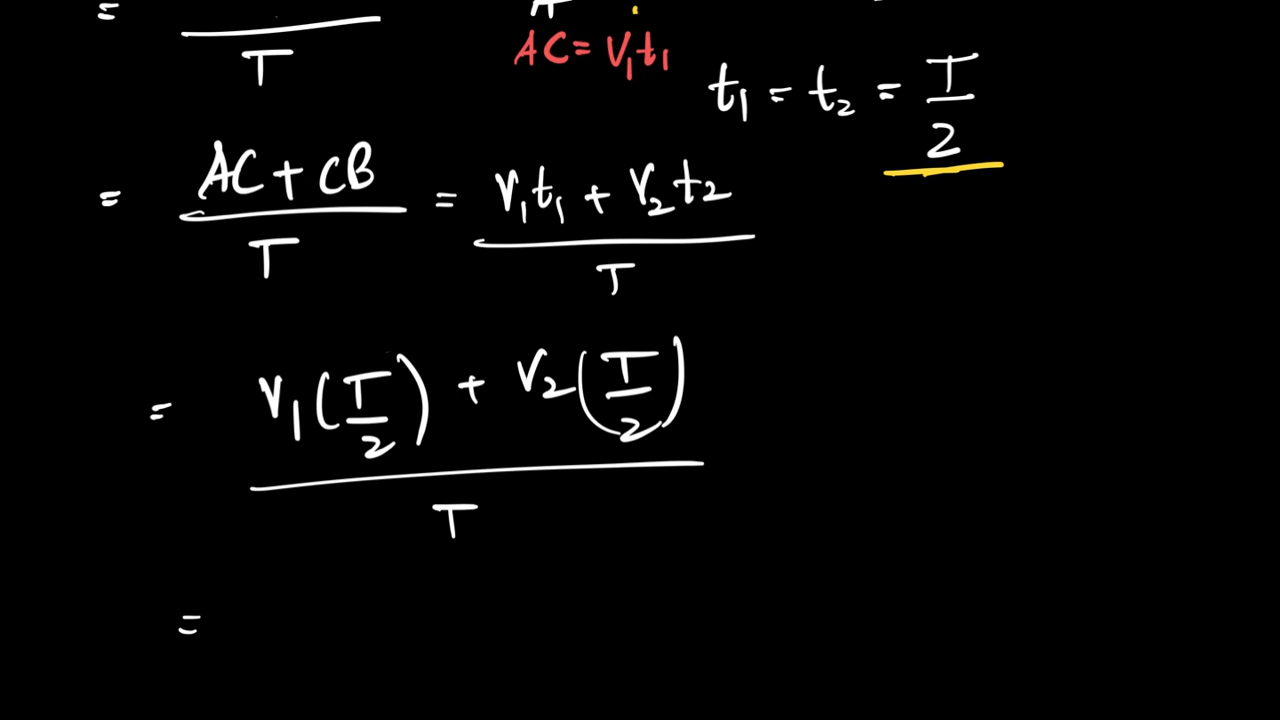 = ――― / T
AC = V₁t₁
t₁ = t₂ = T/2
= (AC + CB)/T = (V₁t₁ + V₂t₂)/T
= (V₁(T/2) + V₂(T/2))/T
=